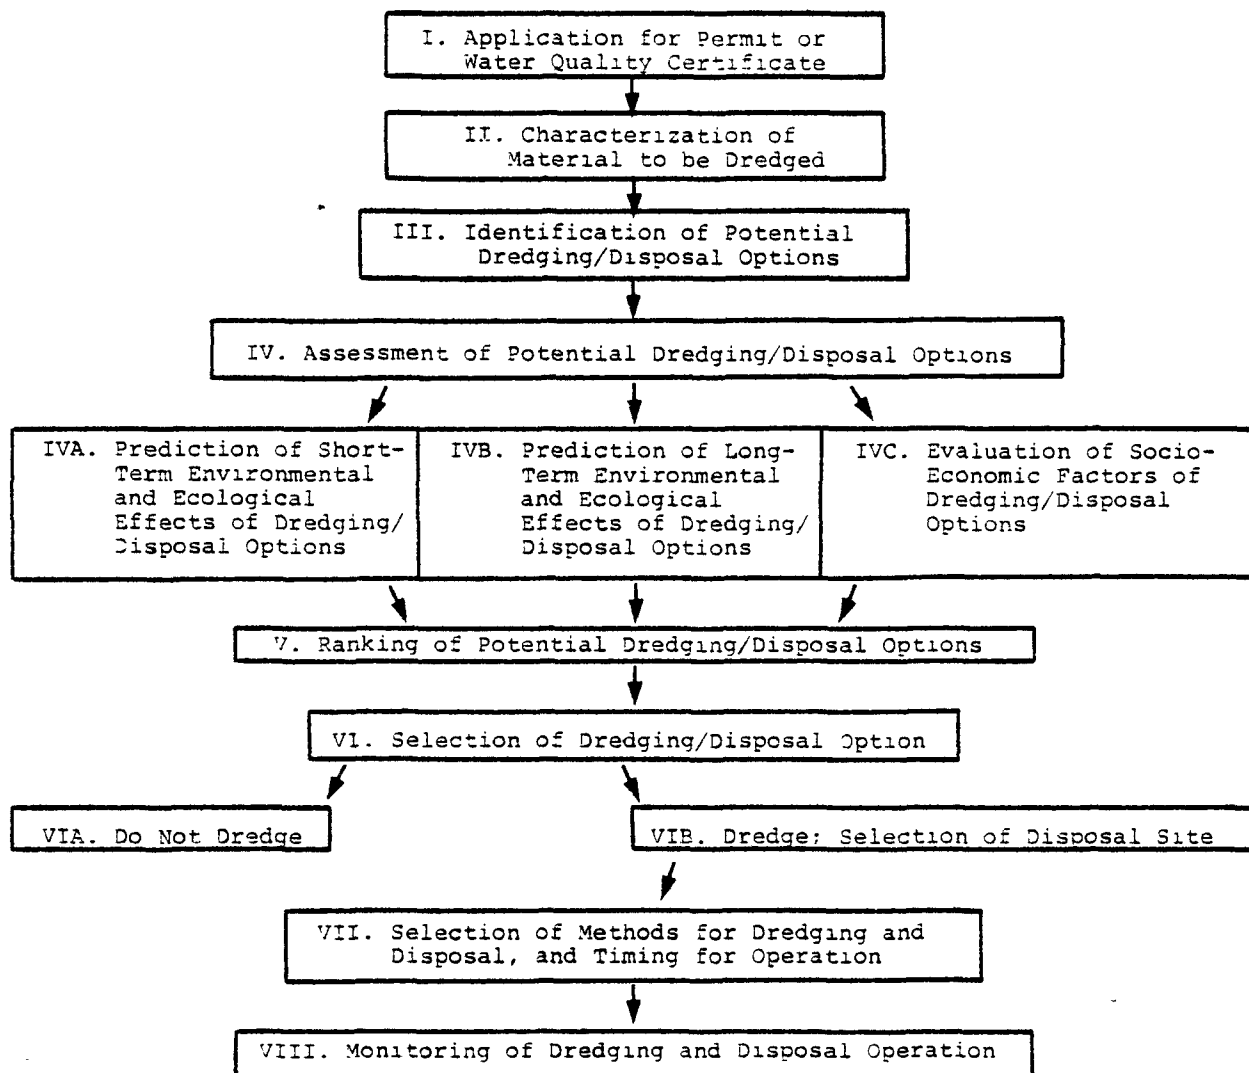 I. Application for Permit or
Water Quality Certificate
II. Characterization of
Material to be Dredged
III. Identification of Potential
Dredging/Disposal Options
IV. Assessment of Potential Dredging/Disposal Options
IVA. Prediction of Short-
Term Environmental
and Ecological
Effects of Dredging/
Disposal Options
IVB. Prediction of Long-
Term Environmental
and Ecological
Effects of Dredging/
Disposal Options
IVC. Evaluation of Socio-
Economic Factors of
Dredging/Disposal
Options
V. Ranking of Potential Dredging/Disposal Options
VI. Selection of Dredging/Disposal Option
VIA. Do Not Dredge
VIB. Dredge; Selection of Disposal Site
VII. Selection of Methods for Dredging and
Disposal, and Timing for Operation
VIII. Monitoring of Dredging and Disposal Operation